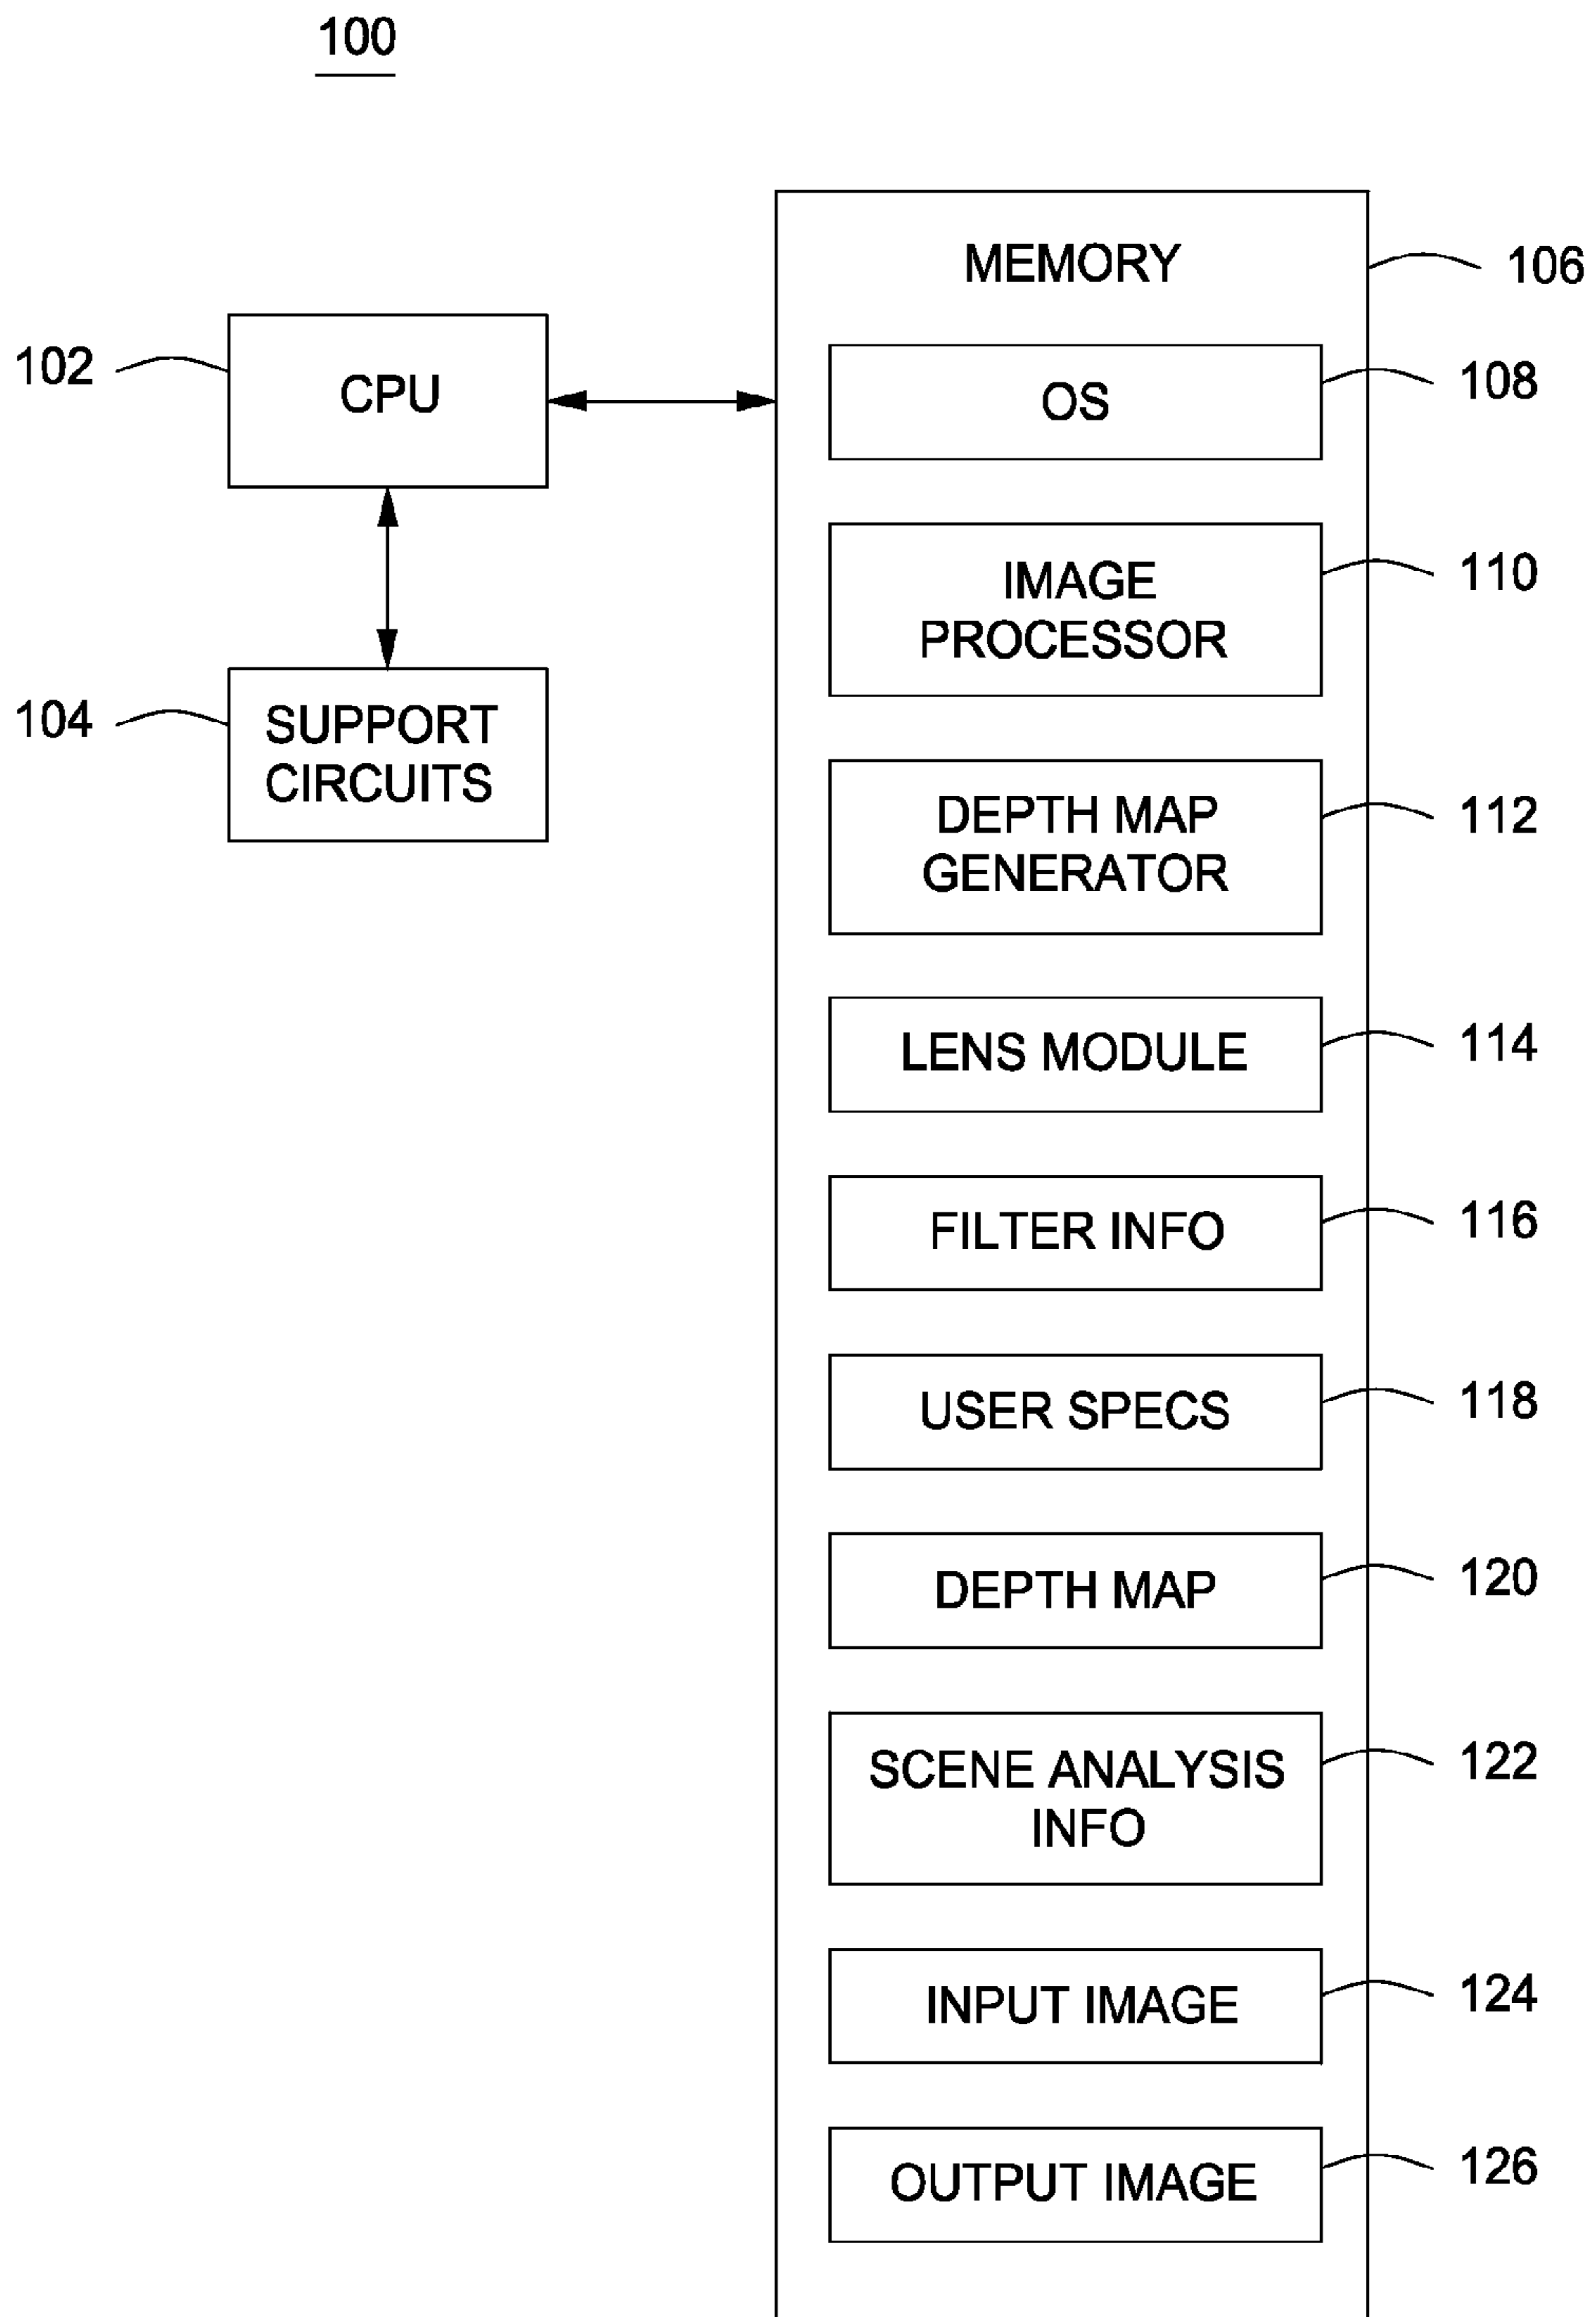 100
MEMORY
106
102
CPU
OS
108
IMAGE
PROCESSOR
110
104
SUPPORT
CIRCUITS
DEPTH MAP
GENERATOR
112
LENS MODULE
114
FILTER INFO
116
USER SPECS
118
DEPTH MAP
120
SCENE ANALYSIS
INFO
122
INPUT IMAGE
124
OUTPUT IMAGE
126